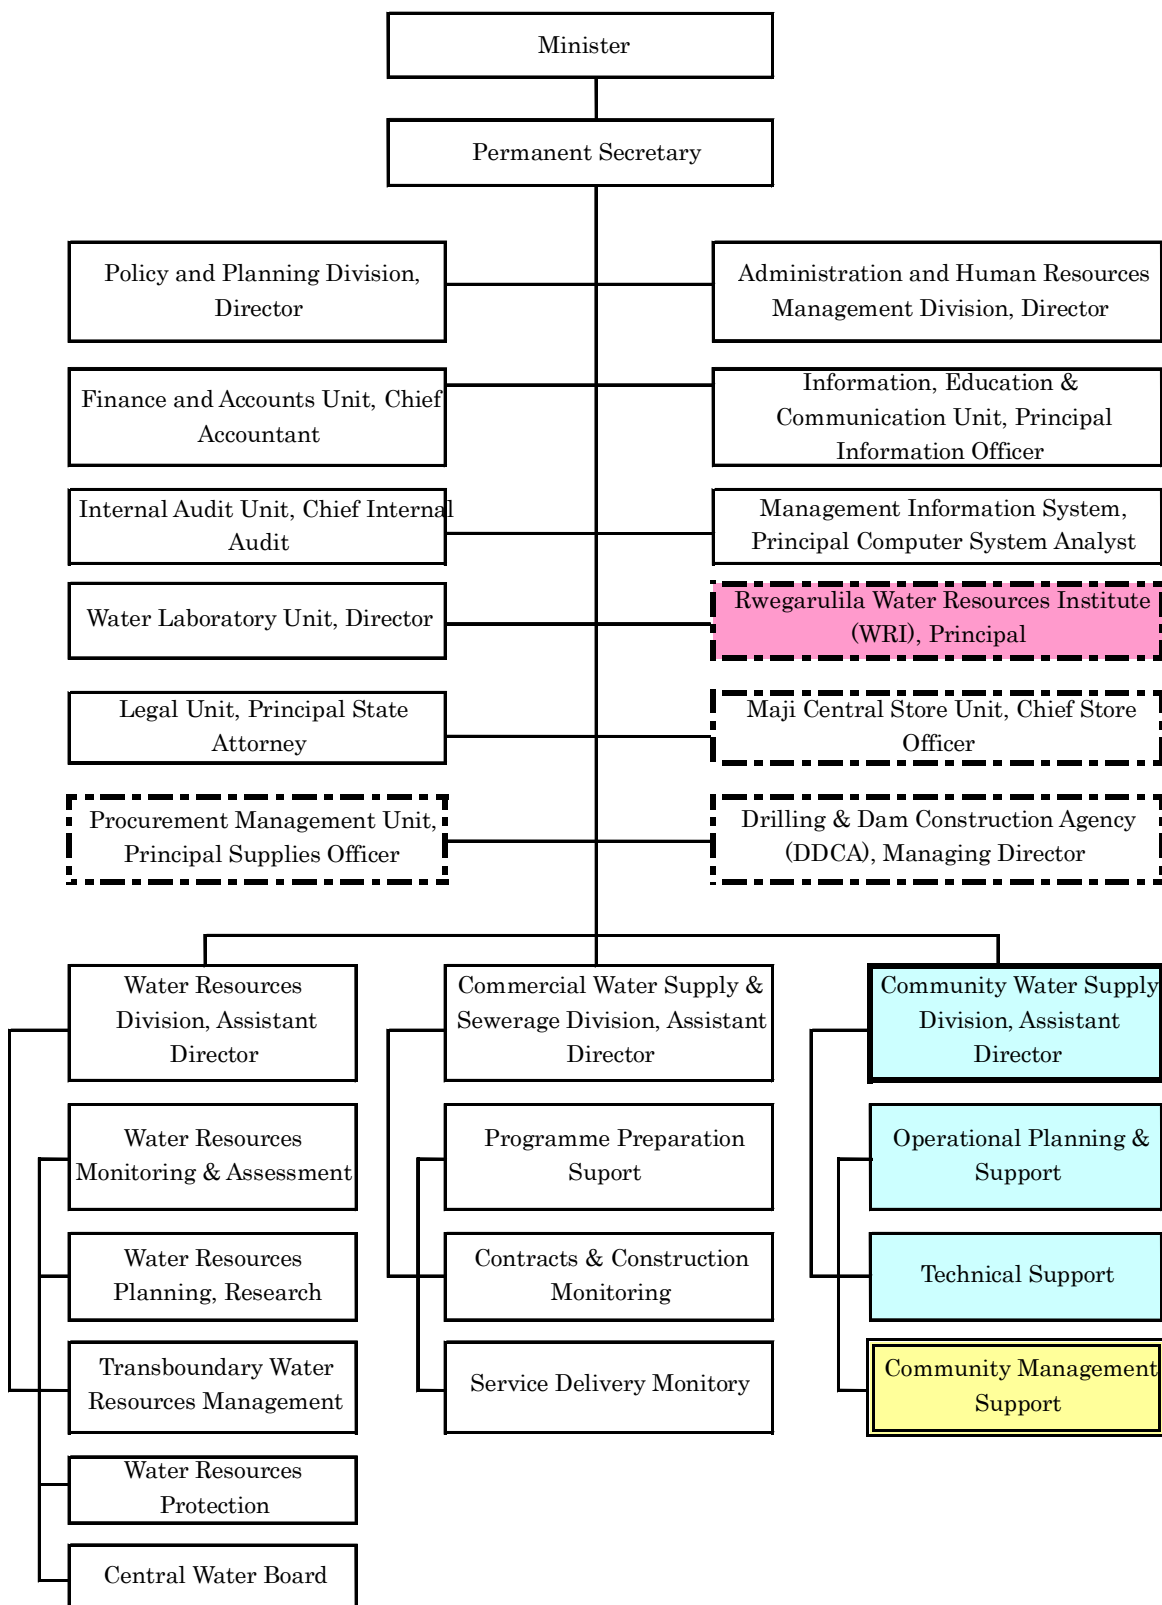 Minister
Permanent Secretary
Policy and Planning Division,
Director
Administration and Human Resources
Management Division, Director
Finance and Accounts Unit, Chief
Accountant
Information, Education &
Communication Unit, Principal
Information Officer
Internal Audit Unit, Chief Internal
Audit
Management Information System,
Principal Computer System Analyst
Water Laboratory Unit, Director
Rwegarulila Water Resources Institute
(WRI), Principal
Legal Unit, Principal State
Attorney
Maji Central Store Unit, Chief Store
Officer
Procurement Management Unit,
Principal Supplies Officer
Drilling & Dam Construction Agency
(DDCA), Managing Director
Water Resources
Division, Assistant
Director
Commercial Water Supply &
Sewerage Division, Assistant
Director
Community Water Supply
Division, Assistant
Director
Water Resources
Monitoring & Assessment
Programme Preparation
Suport
Operational Planning &
Support
Water Resources
Planning, Research
Contracts & Construction
Monitoring
Technical Support
Transboundary Water
Resources Management
Service Delivery Monitory
Community Management
Support
Water Resources
Protection
Central Water Board